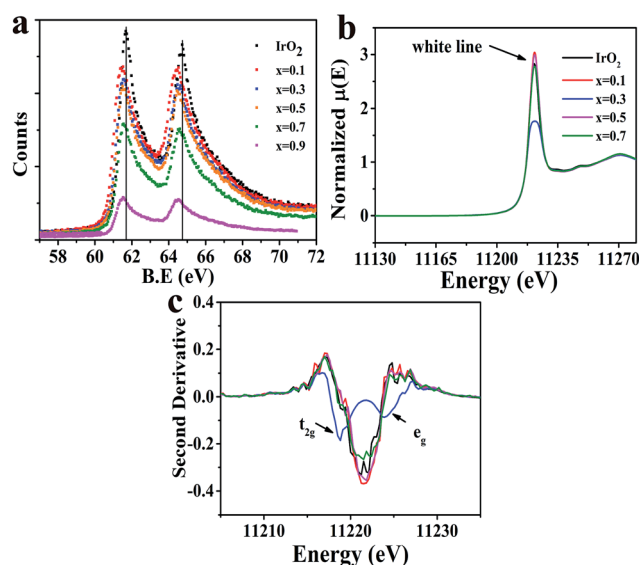 a
IrO2
x=0.1
x=0.3
x=0.5
x=0.7
x=0.9
Counts
58 60 62 64 66 68 70 72
B.E (eV)
b
white line
IrO2
x=0.1
x=0.3
x=0.5
x=0.7
Normalized μ(E)
3
2
1
0
11130 11165 11200 11235 11270
Energy (eV)
c
Second Derivative
0.4
0.2
0.0
-0.2
-0.4
t2g
eg
11210 11220 11230
Energy (eV)